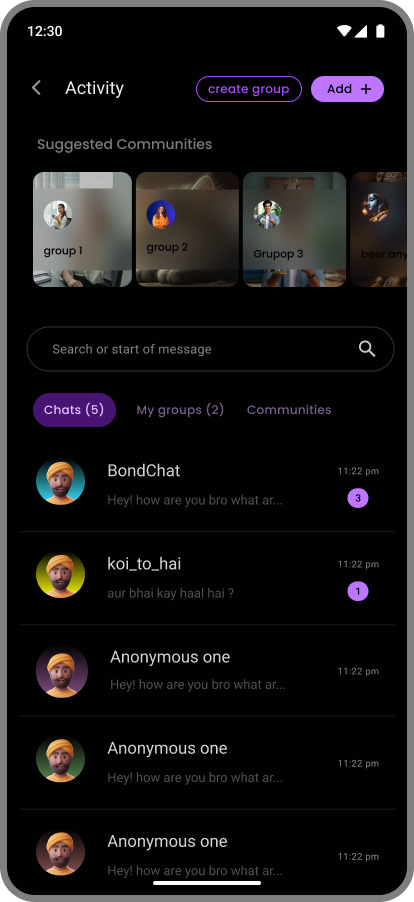 12:30
Activity
create group
Add +
Suggested Communities
group 1
group 2
Grupop 3
beer any
Search or start of message
Chats (5)
My groups (2)
Communities
BondChat
11:22 pm
Hey! how are you bro what ar...
3
koi_to_hai
11:22 pm
aur bhai kay haal hai ?
1
Anonymous one
11:22 pm
Hey! how are you bro what ar...
Anonymous one
11:22 pm
Hey! how are you bro what ar...
Anonymous one
11:22 pm
Hey! how are you bro what ar...